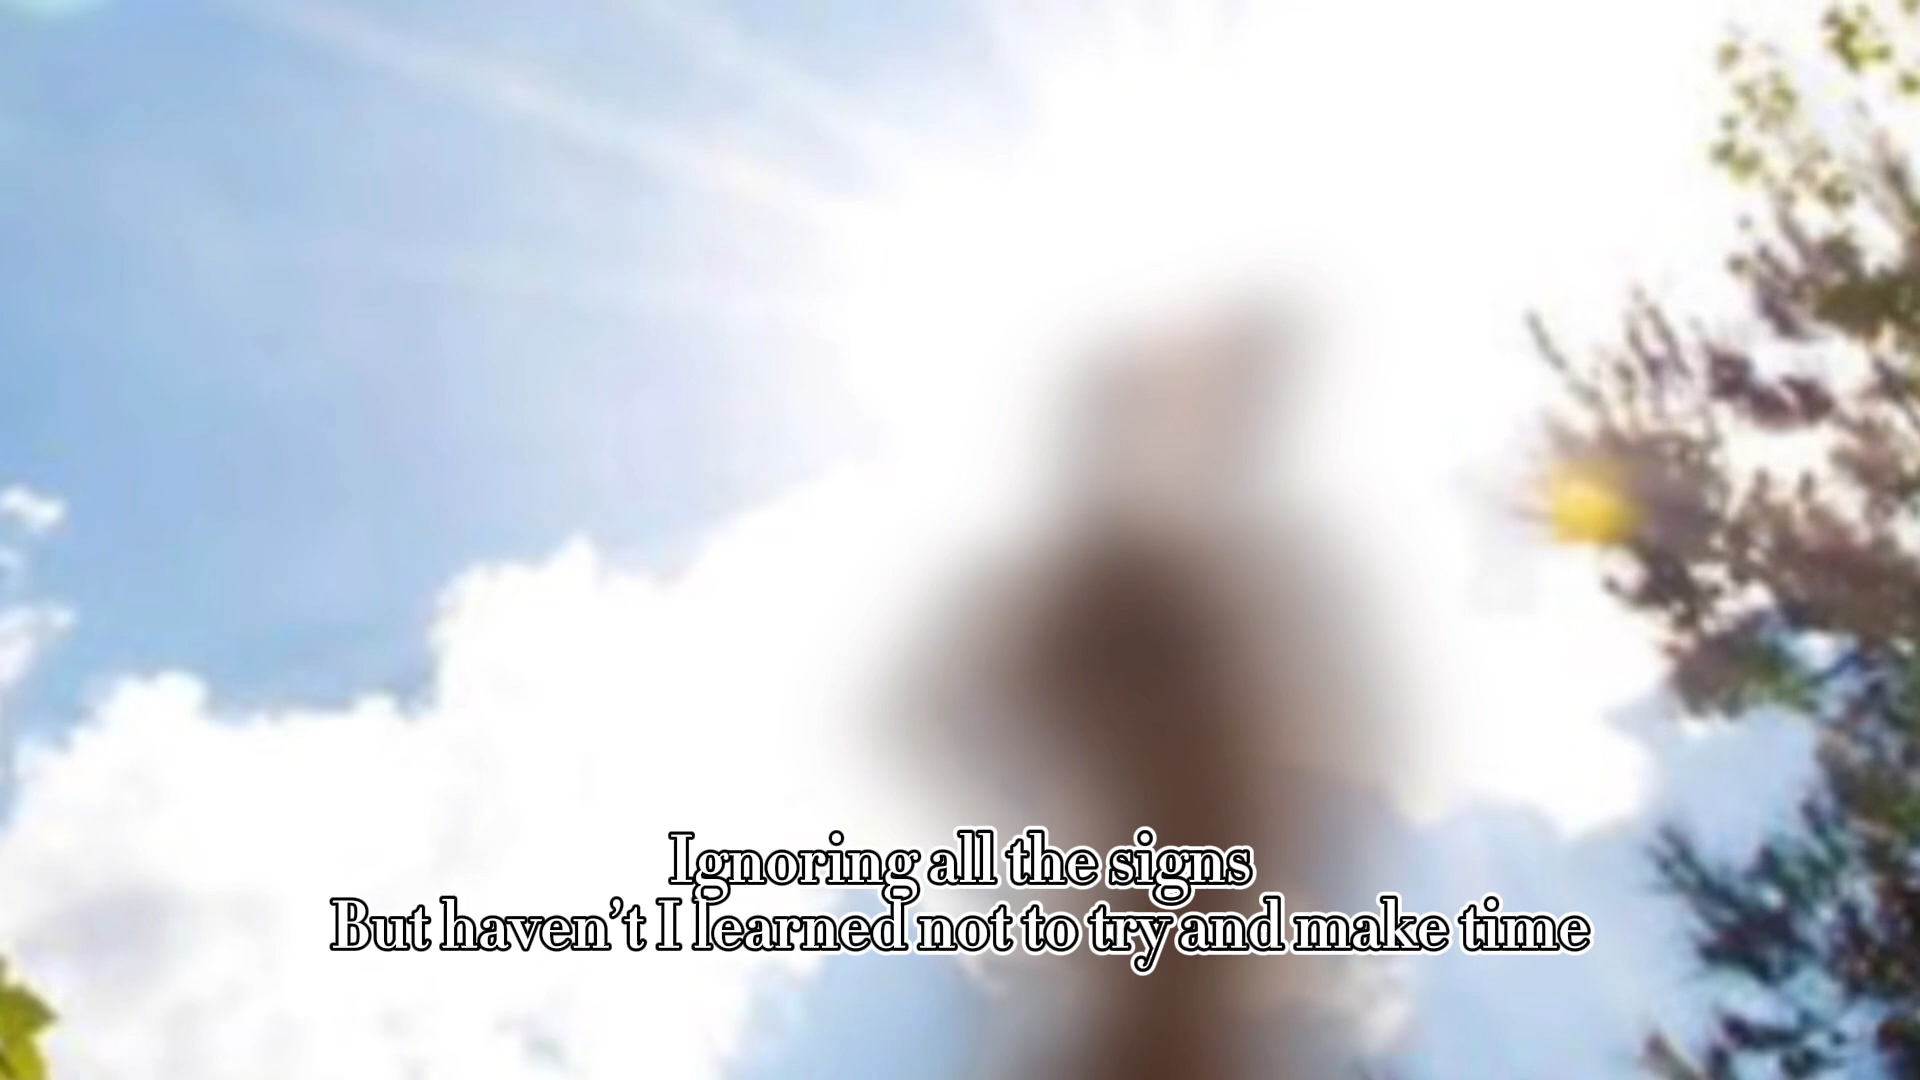 Ignoring all the signs
But haven’t I learned not to try and make time